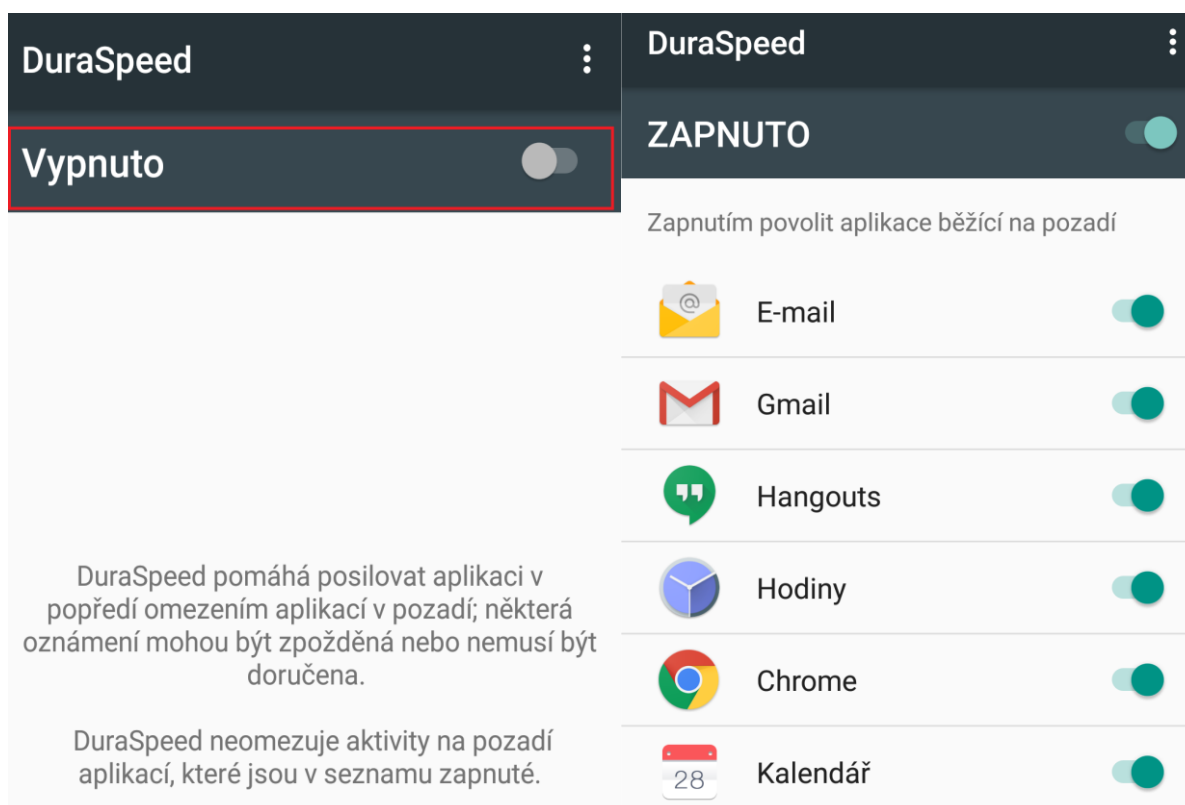 DuraSpeed
Vypnuto
DuraSpeed pomáhá posilovat aplikaci v
popředí omezením aplikací v pozadí; některá
oznámení mohou být zpožděná nebo nemusí být
doručena.
DuraSpeed neomezuje aktivity na pozadí
aplikací, které jsou v seznamu zapnuté.
DuraSpeed
ZAPNUTO
Zapnutím povolit aplikace běžící na pozadí
@
E-mail
Gmail
Hangouts
Hodiny
Chrome
28
Kalendář